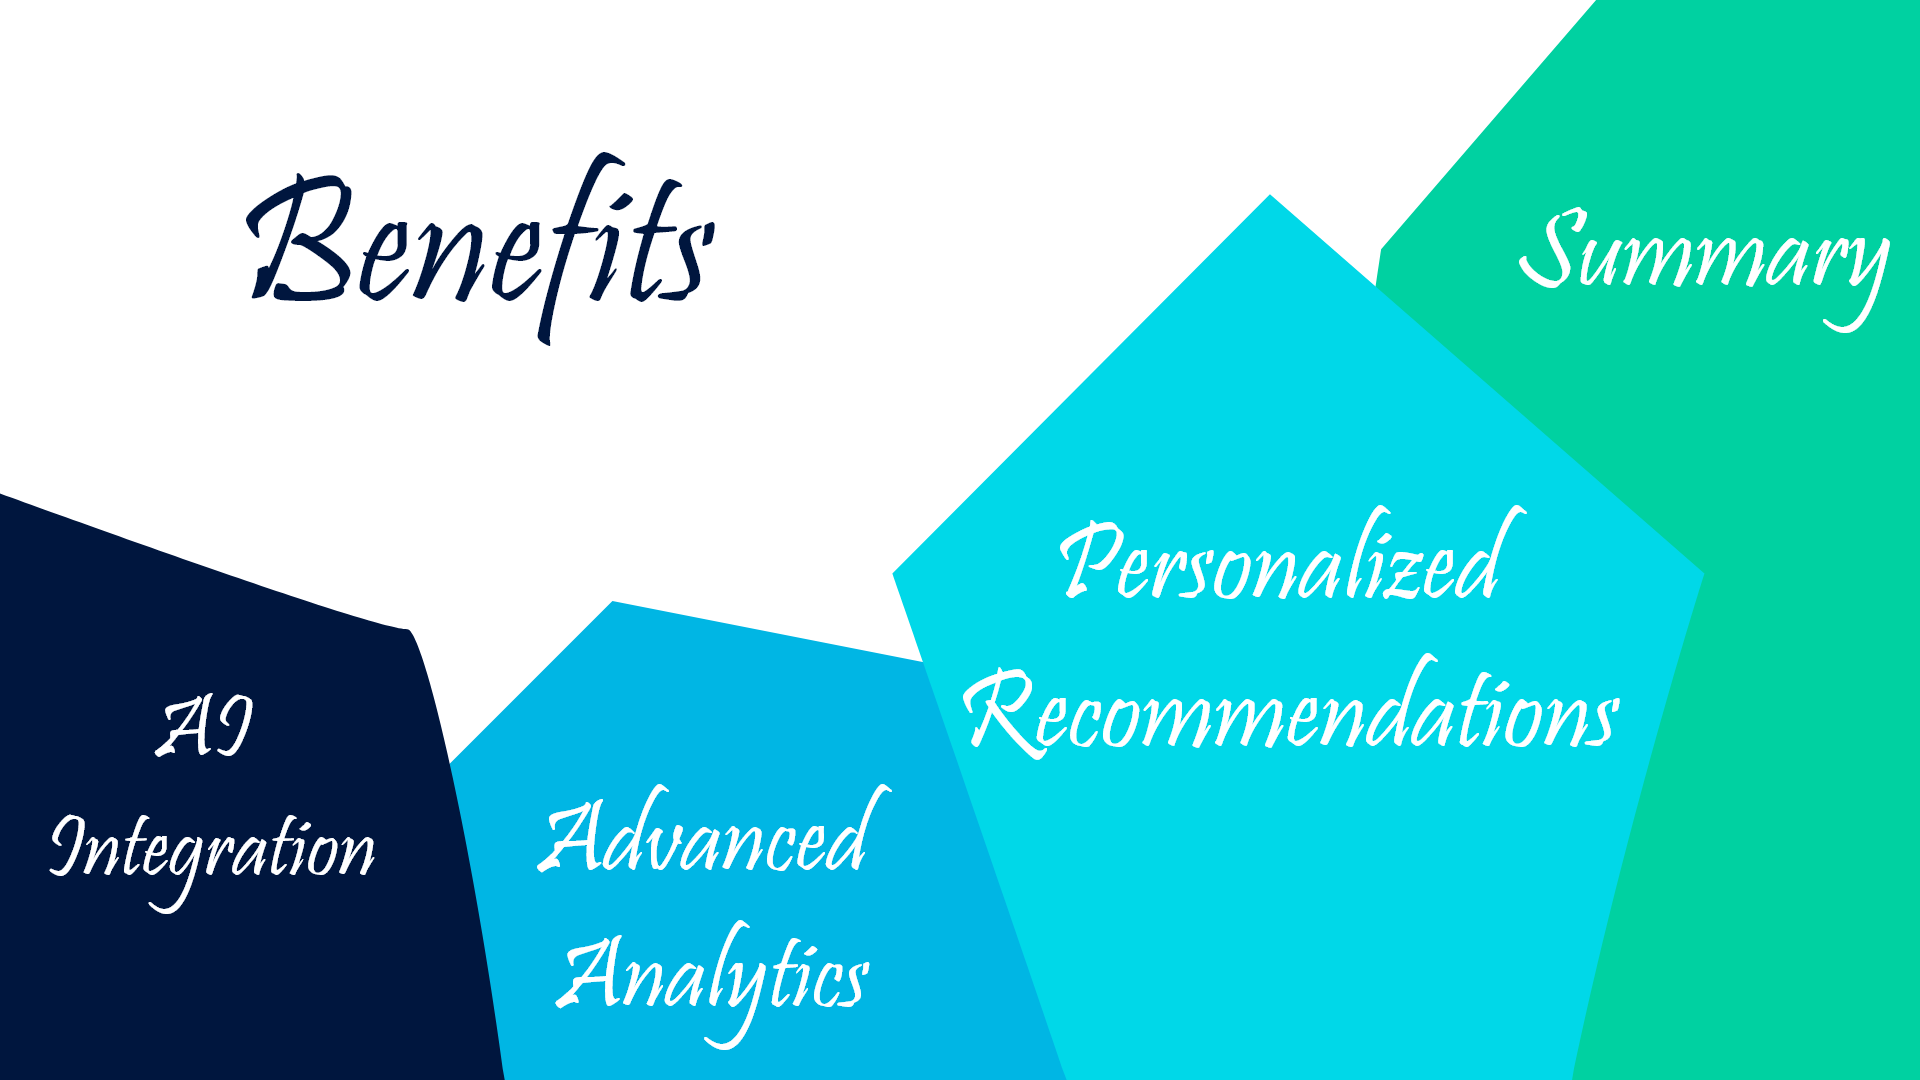 Benefits
AI
Integration
Advanced
Analytics
Personalized
Recommendations
Summary